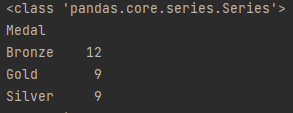 <class 'pandas.core.series.Series'>
Medal
Bronze    12
Gold       9
Silver     9